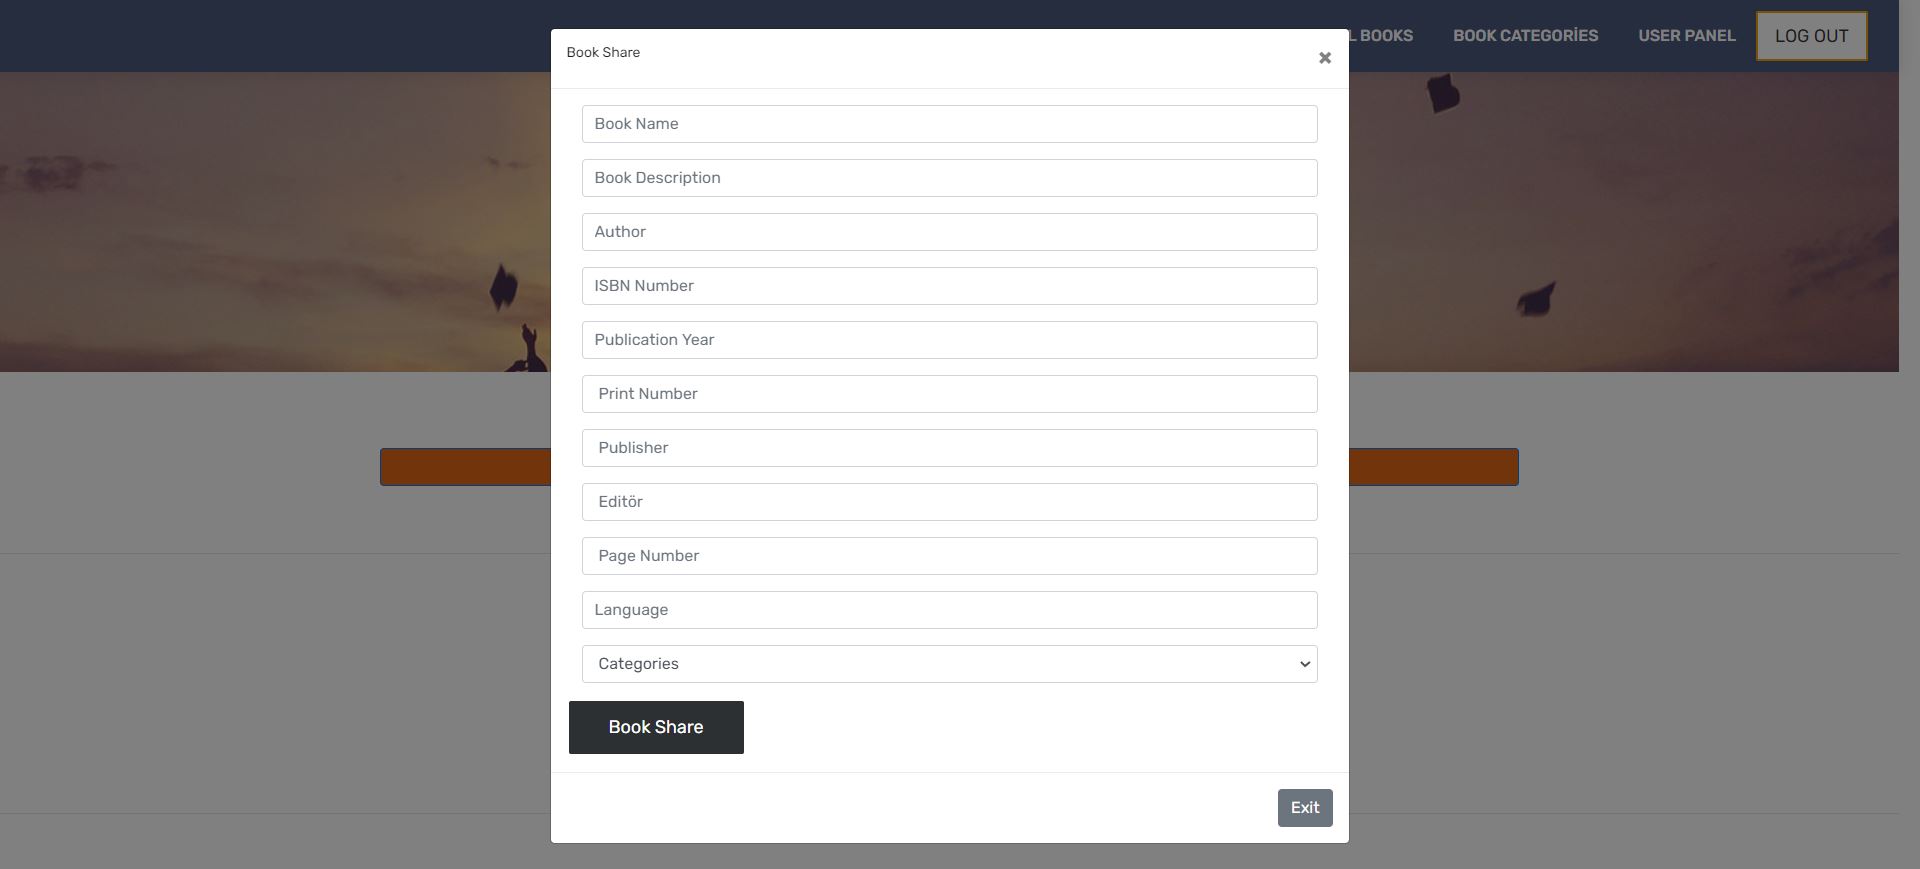 L BOOKS
BOOK CATEGORİES
USER PANEL
LOG OUT
Book Share
×
Book Name
Book Description
Author
ISBN Number
Publication Year
Print Number
Publisher
Editör
Page Number
Language
Categories
Book Share
Exit